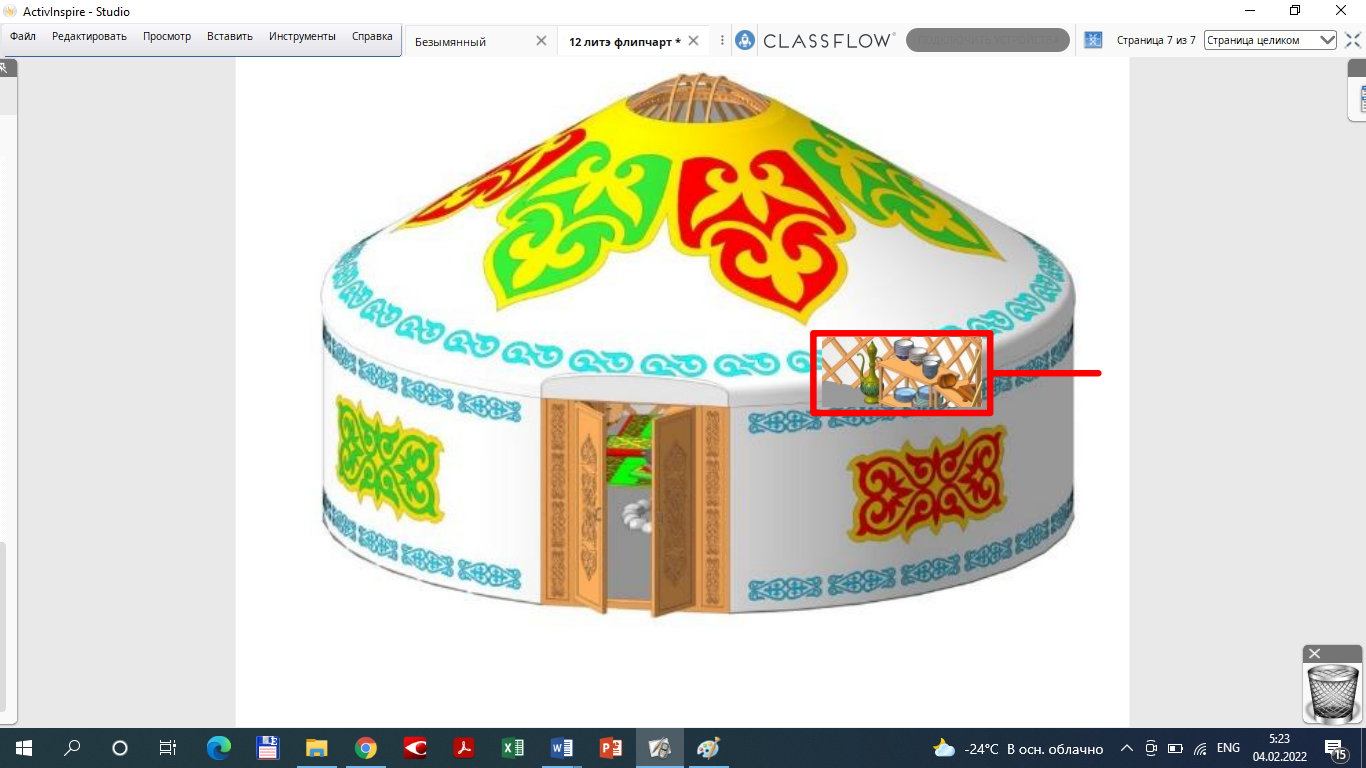 ActivInspire - Studio
Файл Редактировать Просмотр Вставить Инструменты Справка
Безымянный
12 литэ флипчарт *
CLASSFLOW
Страница 7 из 7
Страница целиком
-24°C В осн. облачно
ENG
5:23
04.02.2022
15